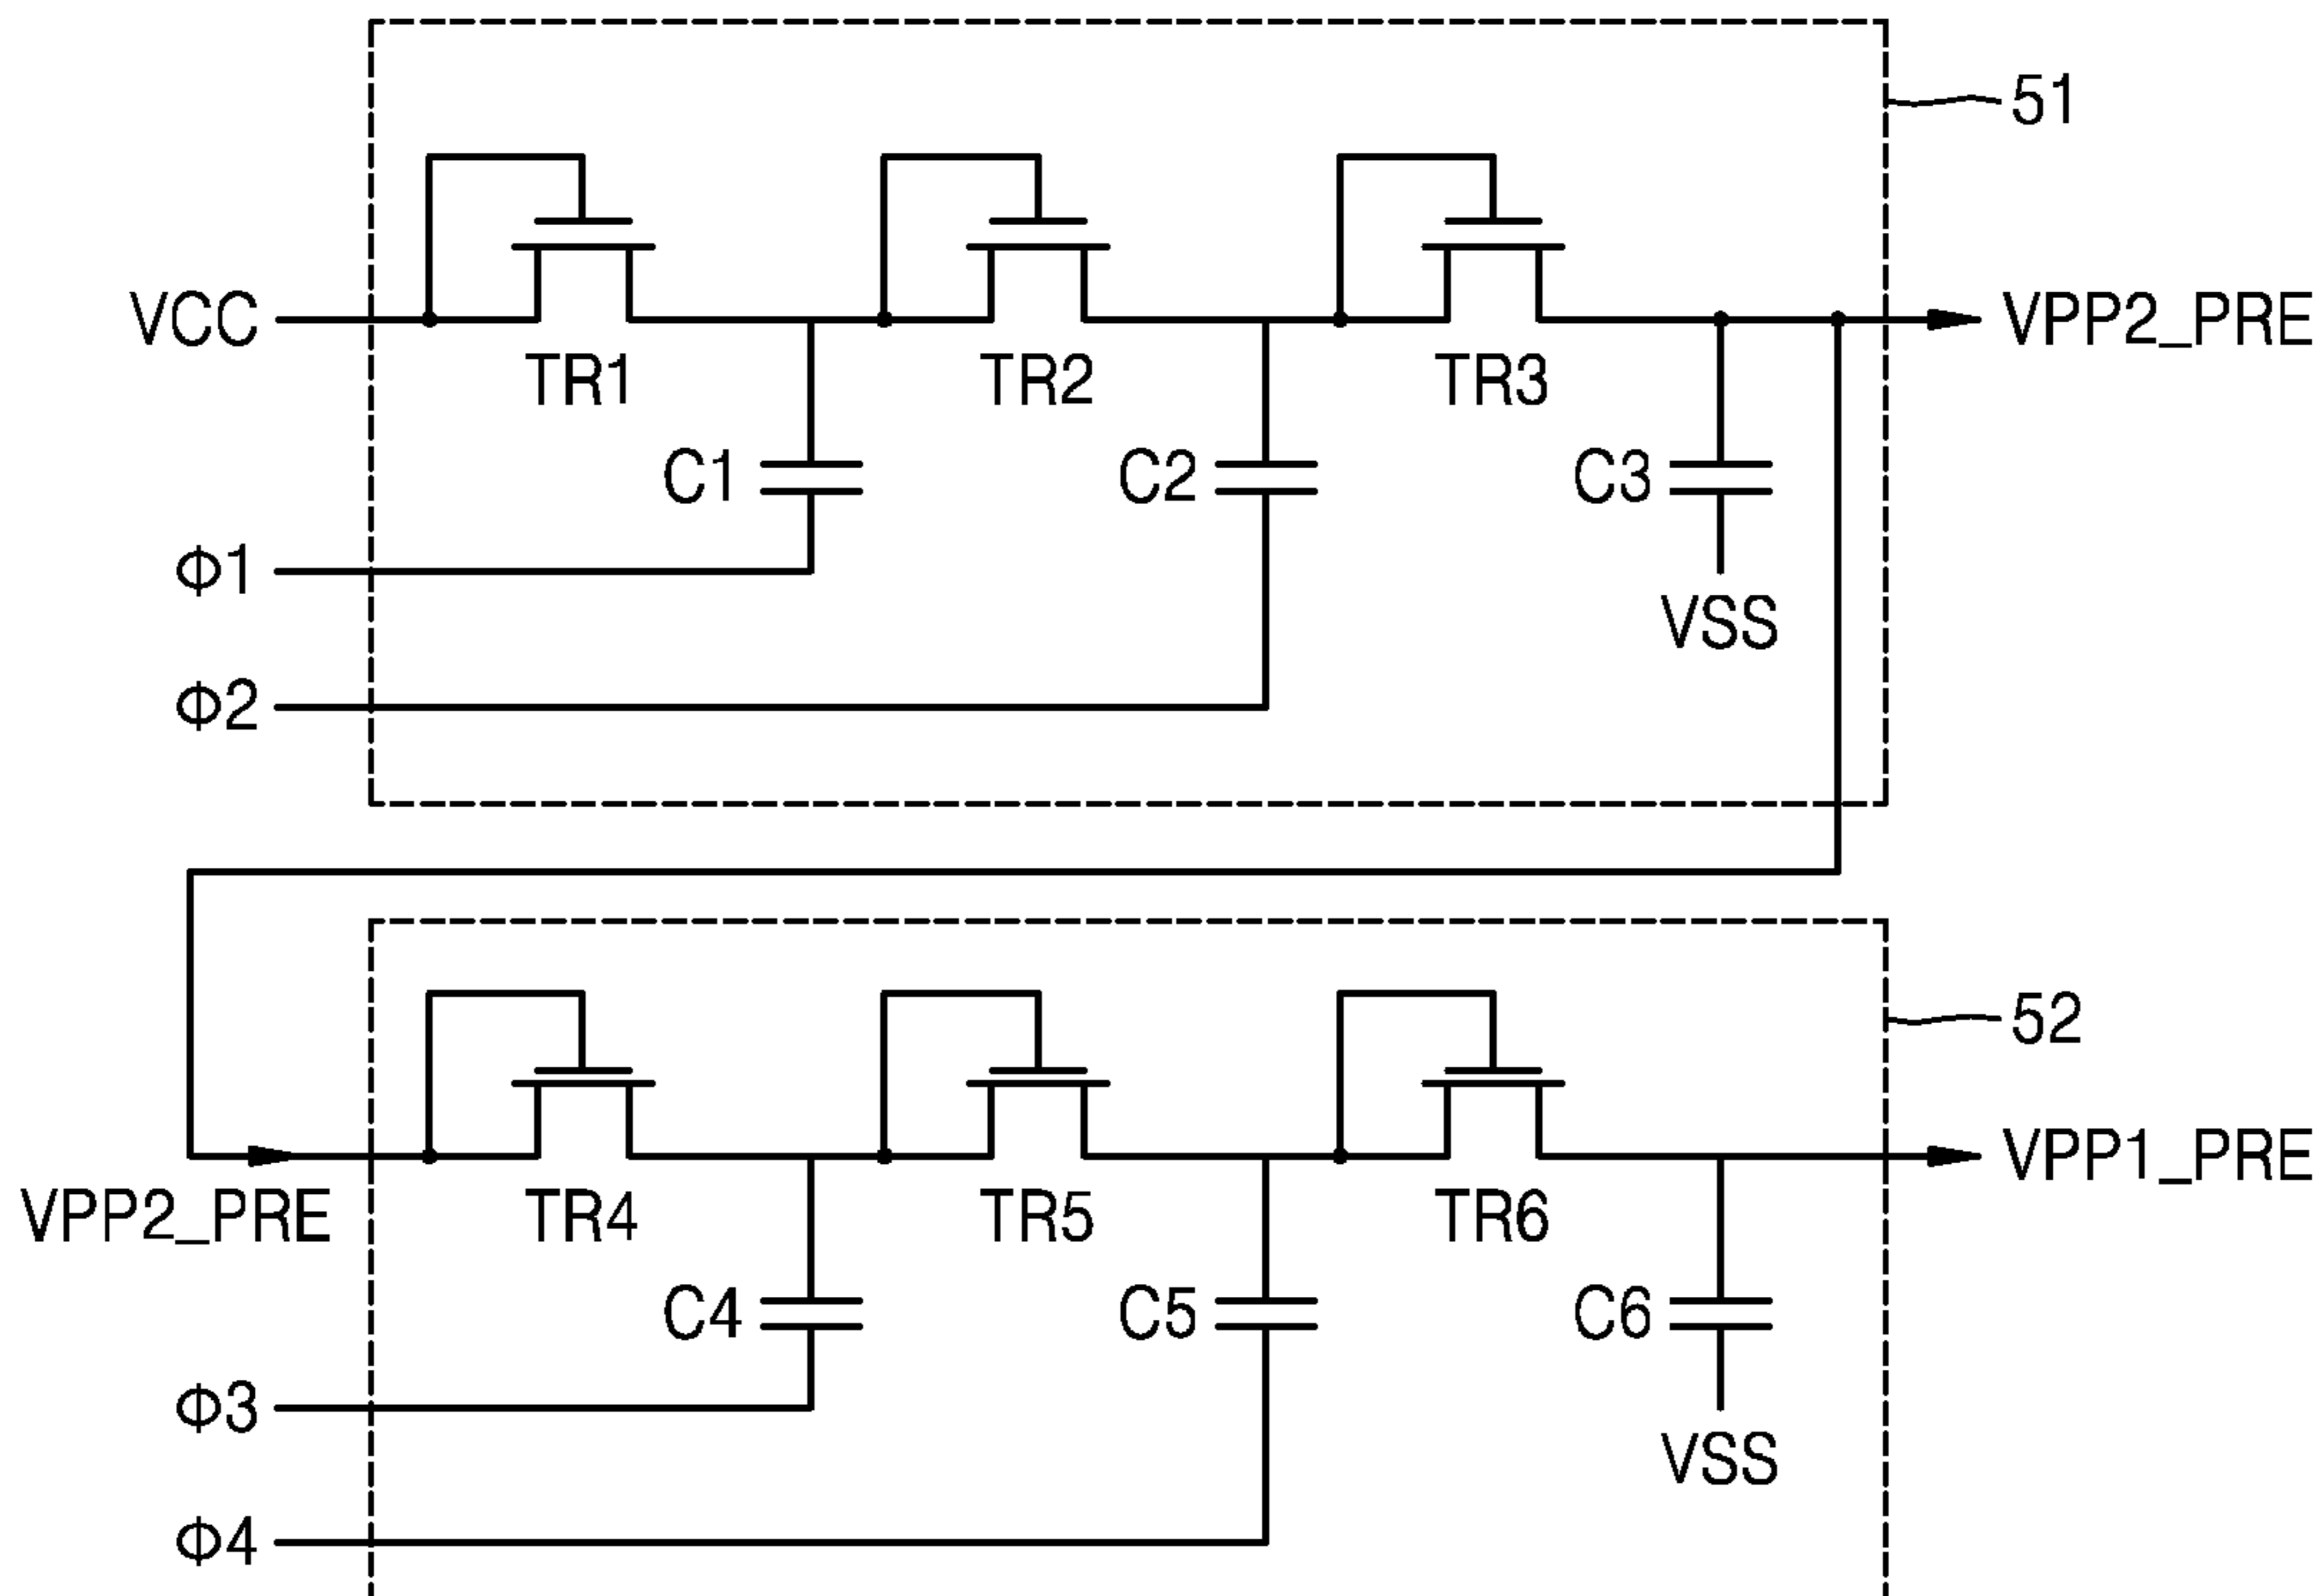 51
VCC
TR1
TR2
TR3
VPP2_PRE
C1
C2
C3
Φ1
VSS
Φ2
52
VPP2_PRE
TR4
TR5
TR6
VPP1_PRE
C4
C5
C6
Φ3
VSS
Φ4